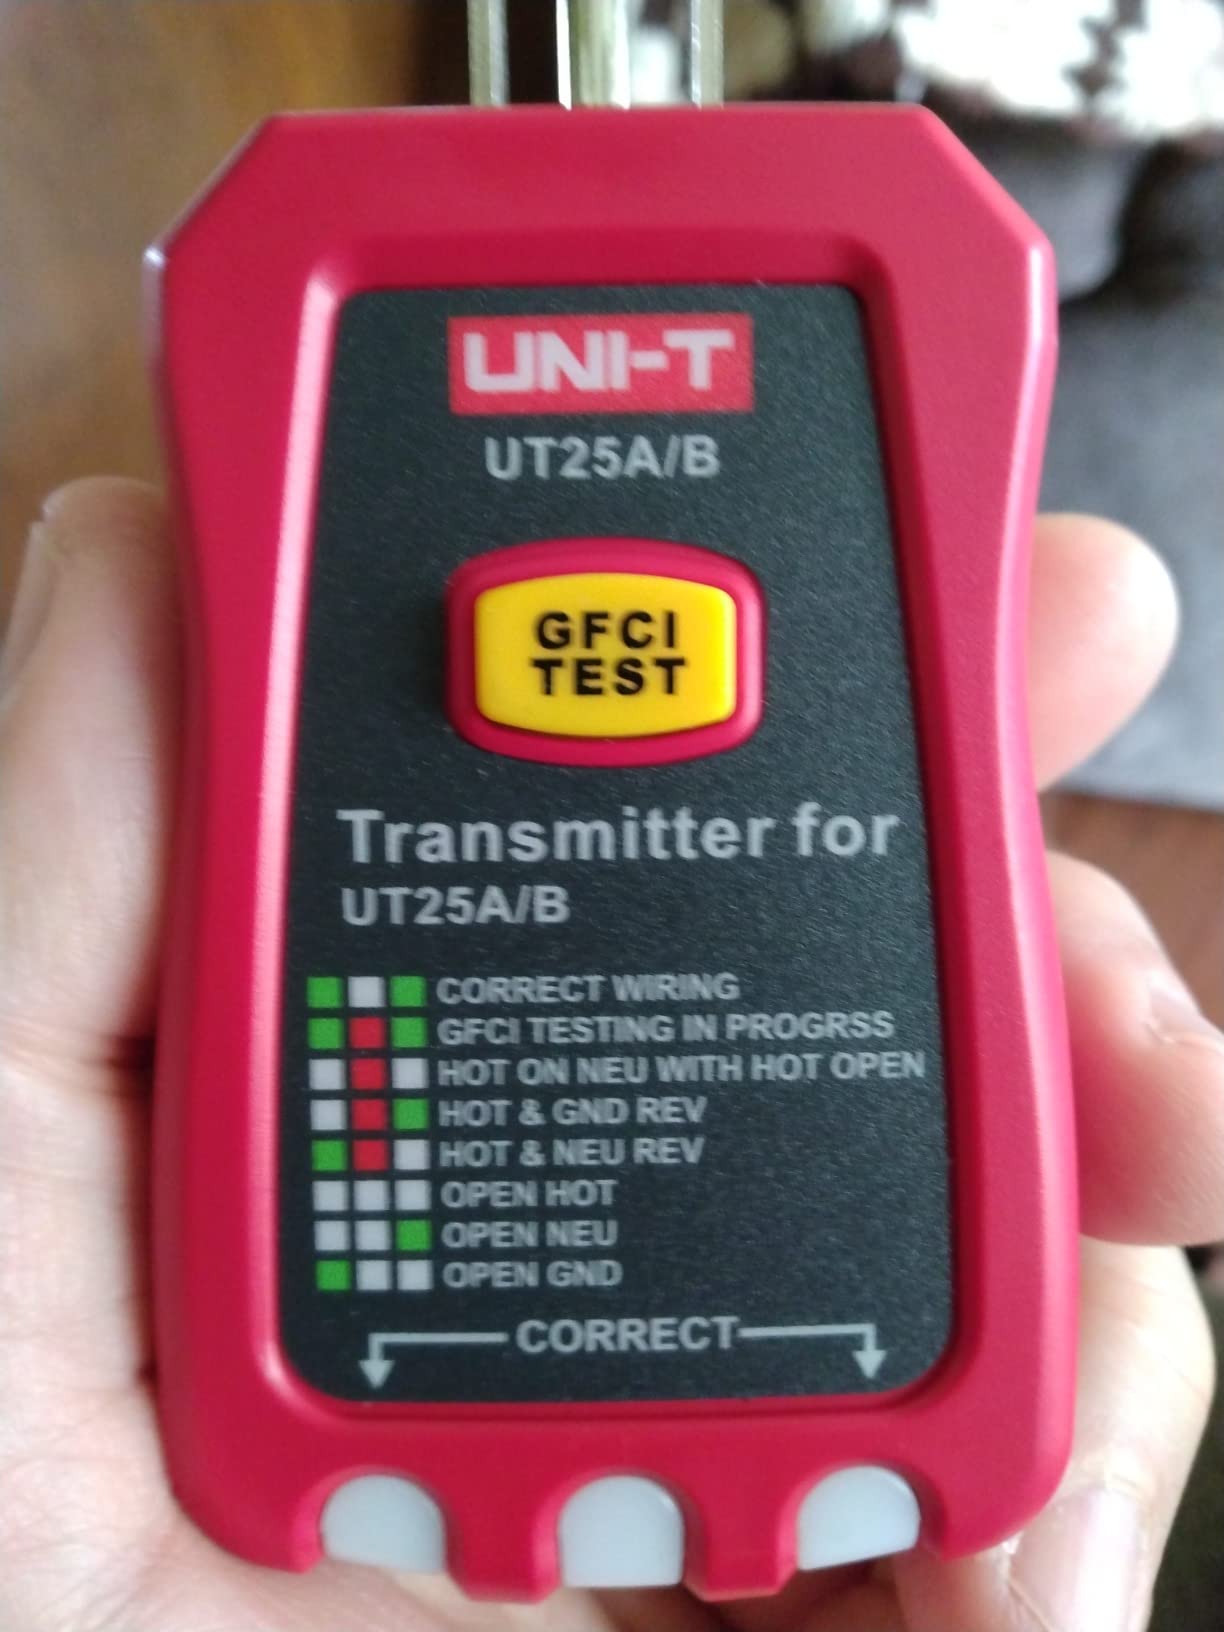 UNI-T
UT25A/B
GFCI
TEST
Transmitter for
UT25A/B
CORRECT WIRING
GFCI TESTING IN PROGRSS
HOT ON NEU WITH HOT OPEN
HOT & GND REV
HOT & NEU REV
OPEN HOT
OPEN NEU
OPEN GND
CORRECT